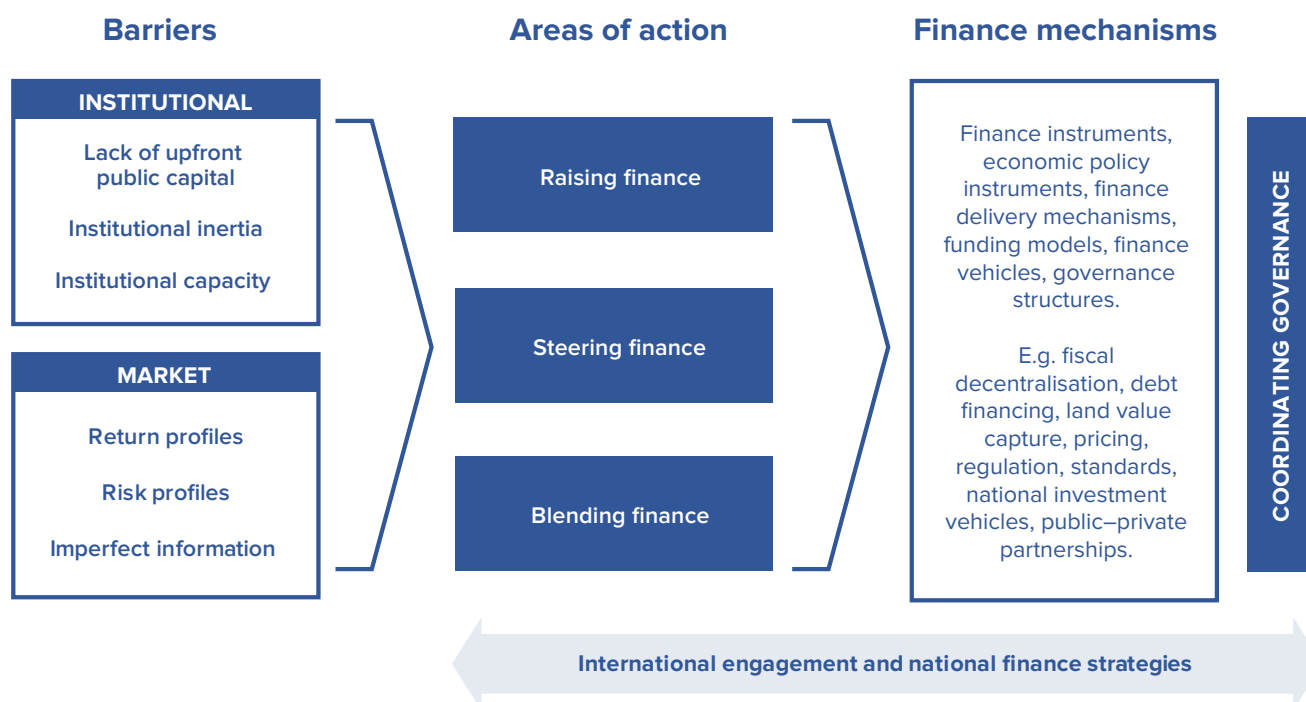 Barriers
Areas of action
Finance mechanisms
INSTITUTIONAL
Lack of upfront
public capital
Institutional inertia
Institutional capacity
MARKET
Return profiles
Risk profiles
Imperfect information
Raising finance
Steering finance
Blending finance
Finance instruments,
economic policy
instruments, finance
delivery mechanisms,
funding models, finance
vehicles, governance
structures.
E.g. fiscal
decentralisation, debt
financing, land value
capture, pricing,
regulation, standards,
national investment
vehicles, public–private
partnerships.
COORDINATING GOVERNANCE
International engagement and national finance strategies